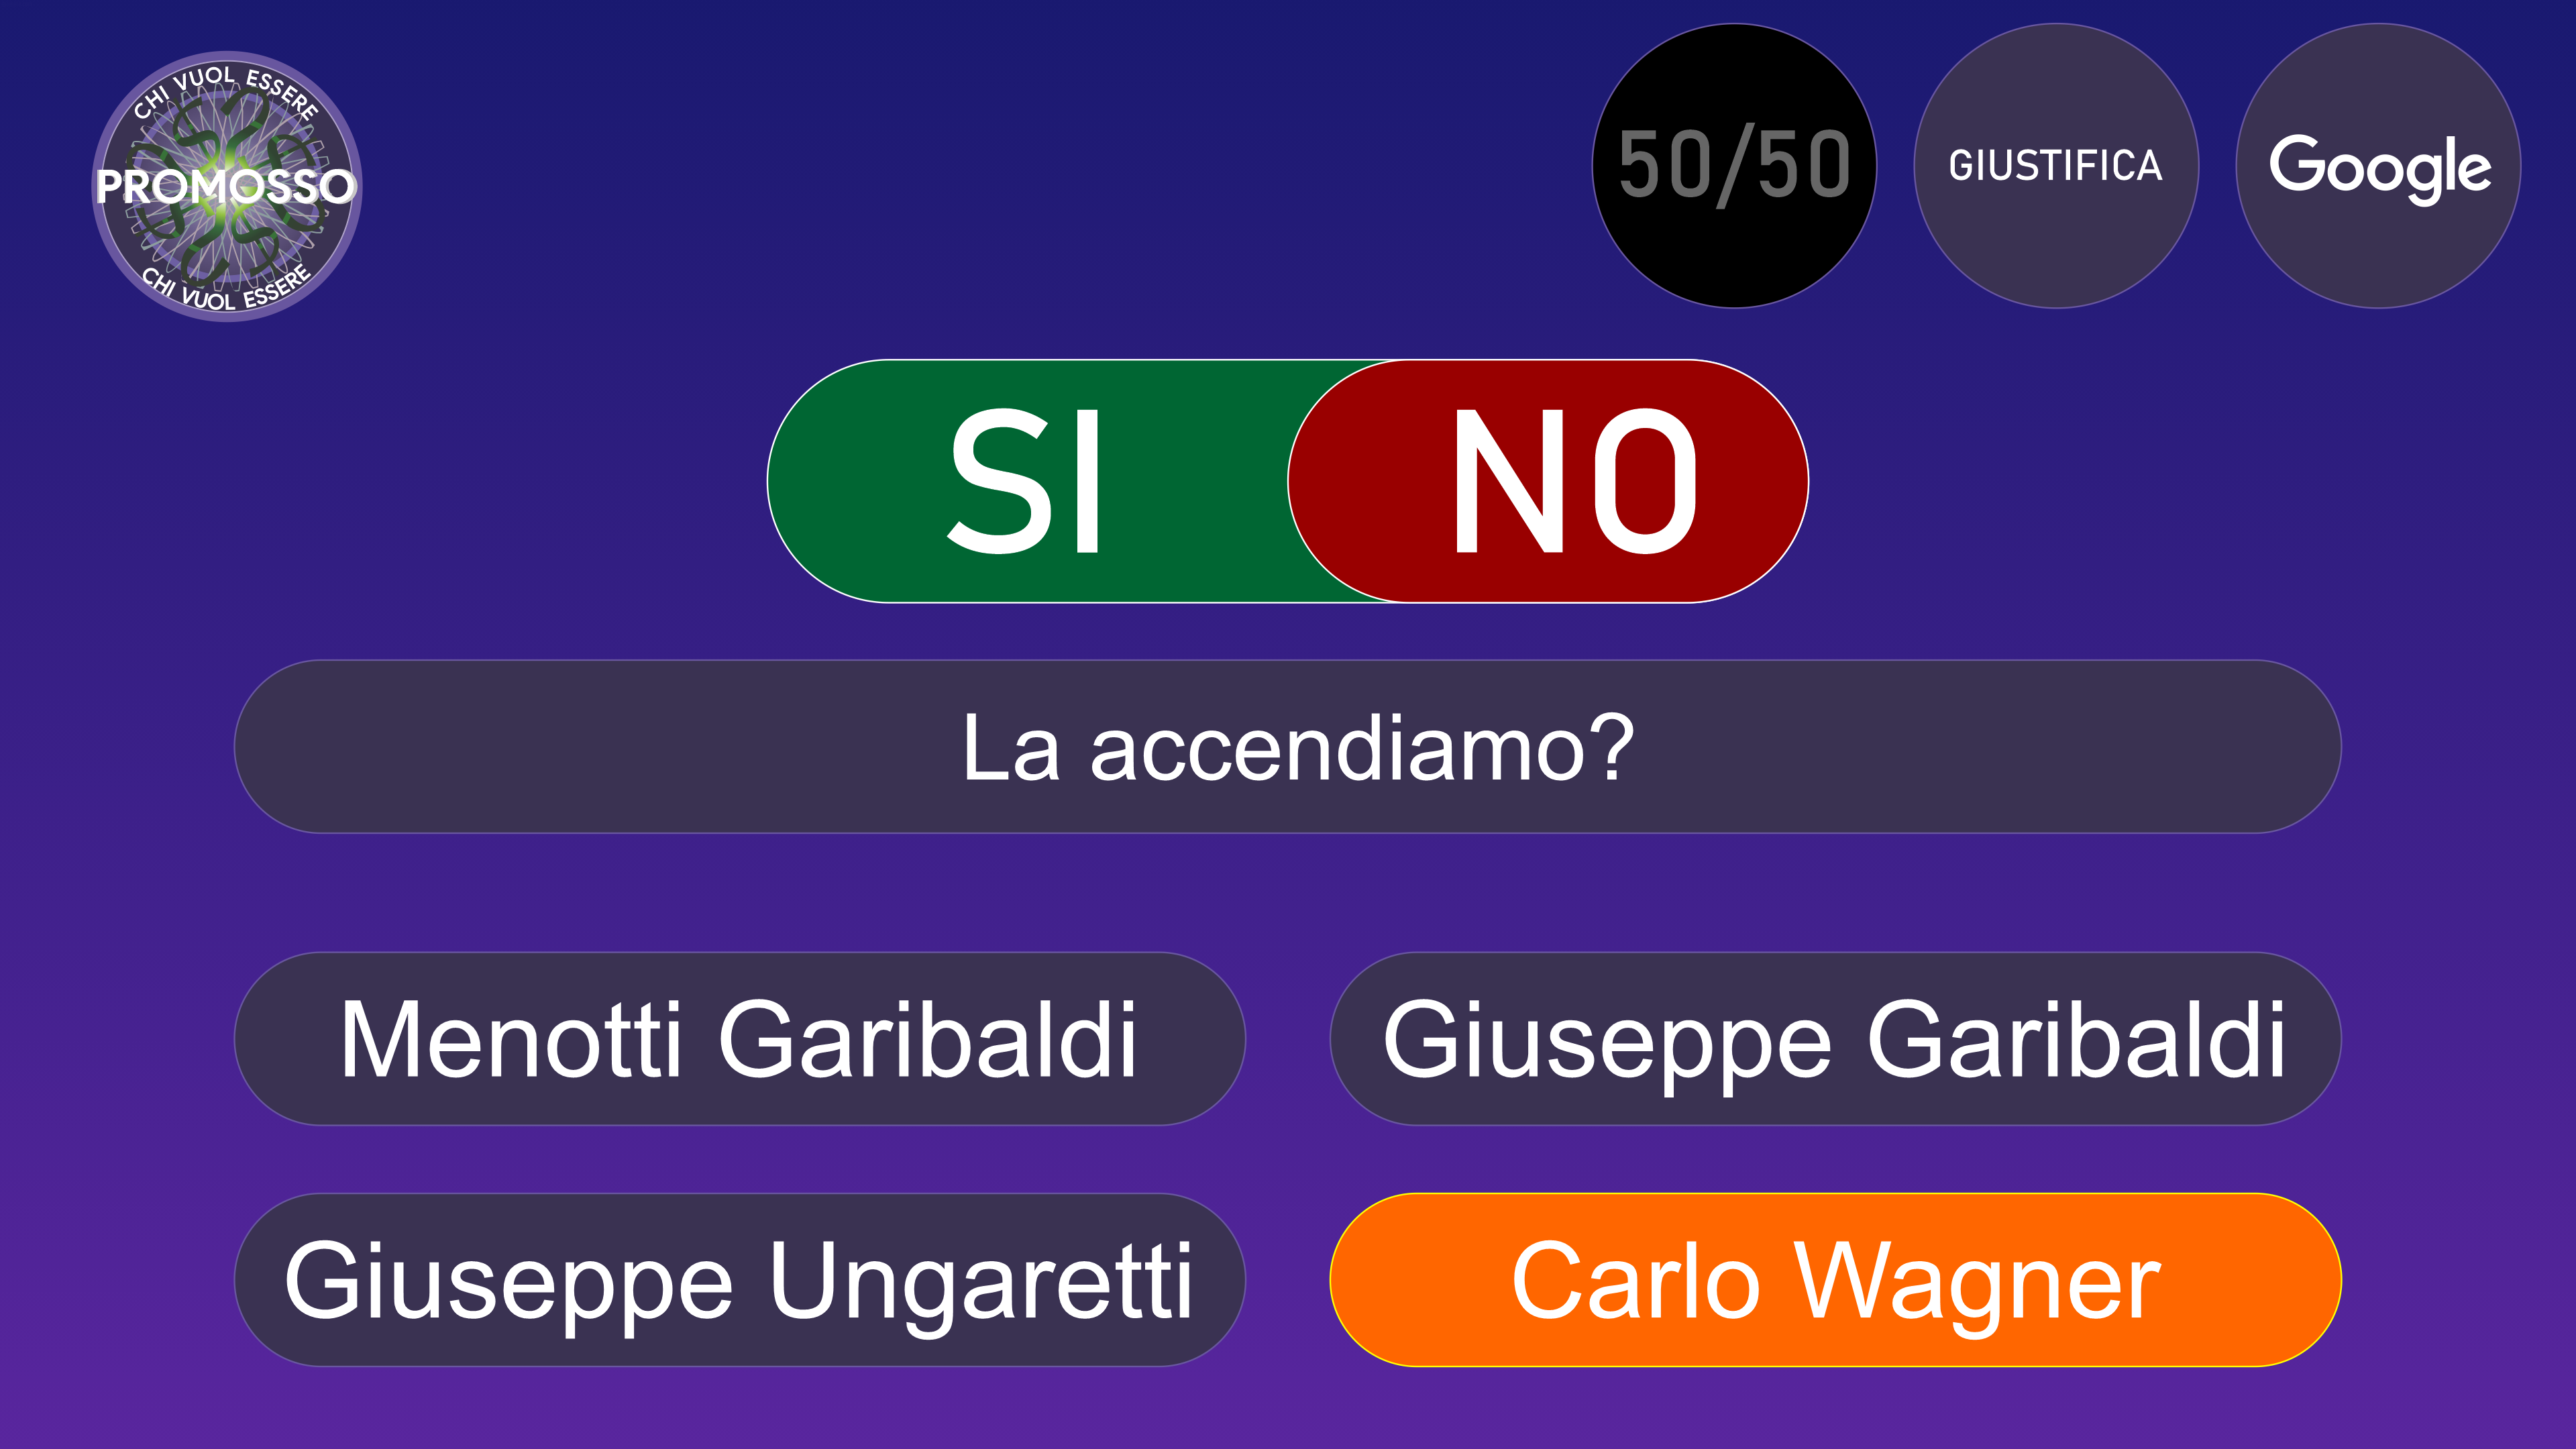 CHI VUOL ESSERE
PROMOSSO
CHI VUOL ESSERE
50/50
GIUSTIFICA
Google
SI
NO
La accendiamo?
Menotti Garibaldi
Giuseppe Garibaldi
Giuseppe Ungaretti
Carlo Wagner